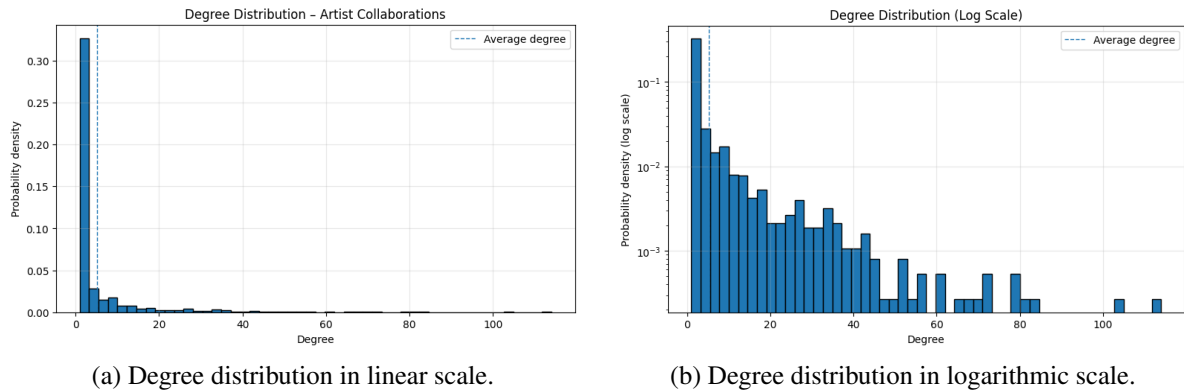 Degree Distribution – Artist Collaborations
Average degree
0.30
0.25
0.20
0.15
0.10
0.05
0.00
Probability density
0
20
40
60
80
100
Degree
(a) Degree distribution in linear scale.
Degree Distribution (Log Scale)
Average degree
10⁻¹
10⁻²
10⁻³
Probability density (log scale)
0
20
40
60
80
100
Degree
(b) Degree distribution in logarithmic scale.